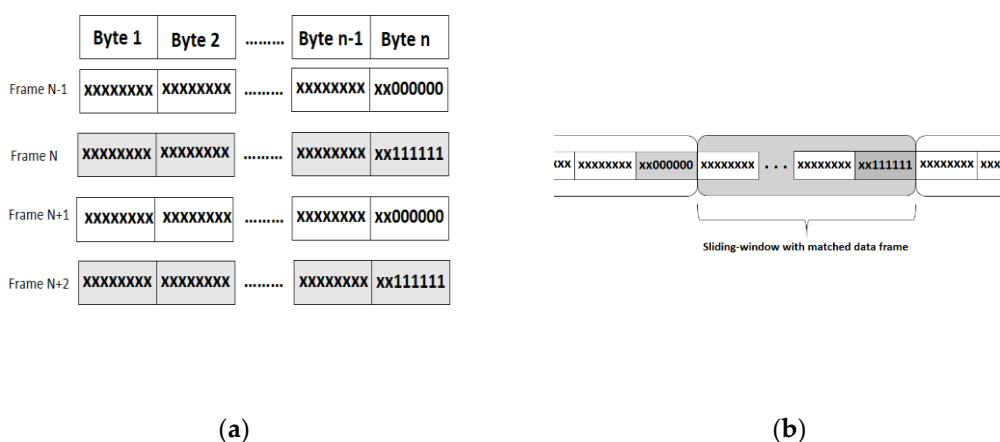 Byte 1 Byte 2 ......... Byte n-1 Byte n
Frame N-1 xxxxxxxx xxxxxxxx ......... xxxxxxxx xx000000
Frame N xxxxxxxx xxxxxxxx ......... xxxxxxxx xx111111
Frame N+1 xxxxxxxx xxxxxxxx ......... xxxxxxxx xx000000
Frame N+2 xxxxxxxx xxxxxxxx ......... xxxxxxxx xx111111
xxx xxxxxxxx xx000000 xxxxxxxx ... xxxxxxxx xx111111 xxxxxxxx xxx
Sliding-window with matched data frame
(a) (b)